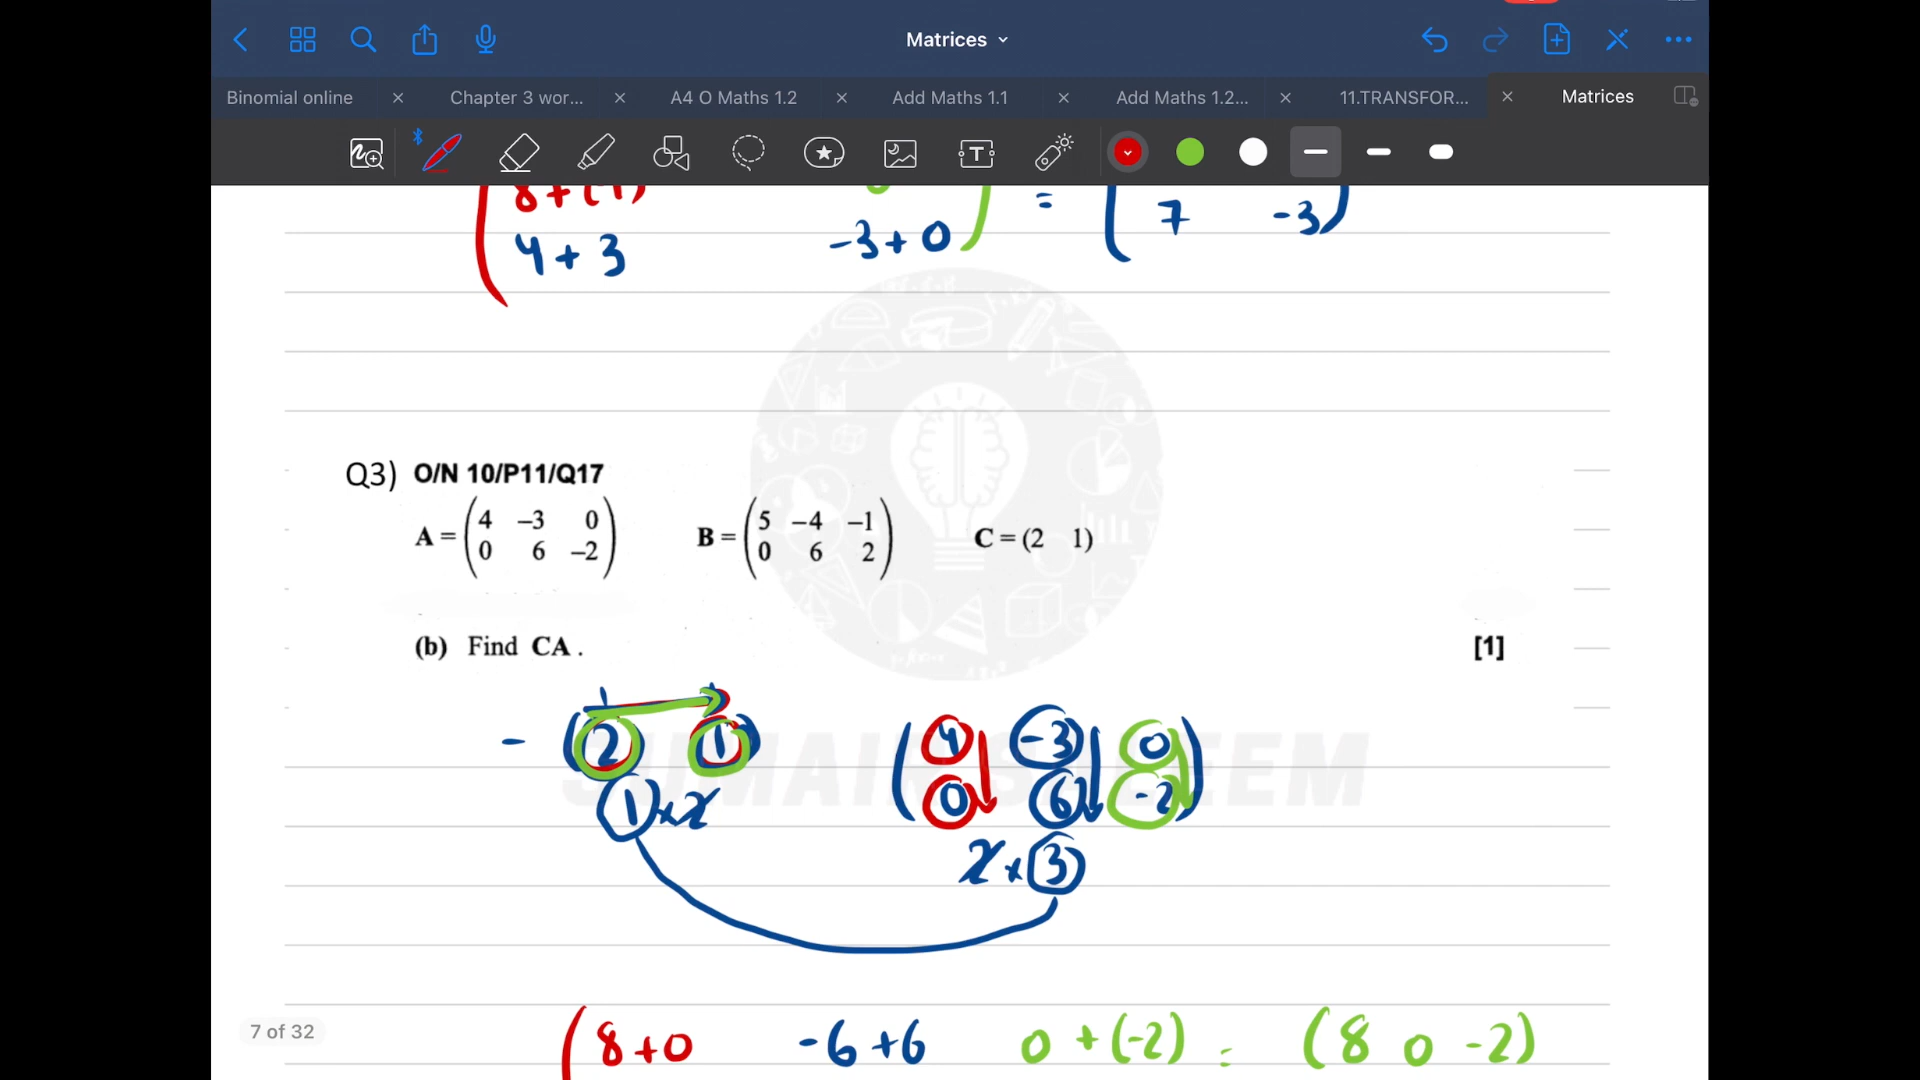 Matrices
Binomial online × Chapter 3 wor... × A4 O Maths 1.2 × Add Maths 1.1 × Add Maths 1.2... × 11.TRANSFOR... × Matrices
8 + (-1) =
4 + 3 -3 + 0 7 -3
Q3) O/N 10/P11/Q17
A = (4 –3 0 B = (5 –4 –1 C = (2 1)
0 6 –2) 0 6 2)
(b) Find CA . [1]
- (2 1) (4 -3 0
0 6 -2)
1 × 2
2 × 3
7 of 32
(8+0 -6+6 0 + (-2) = (8 0 -2)